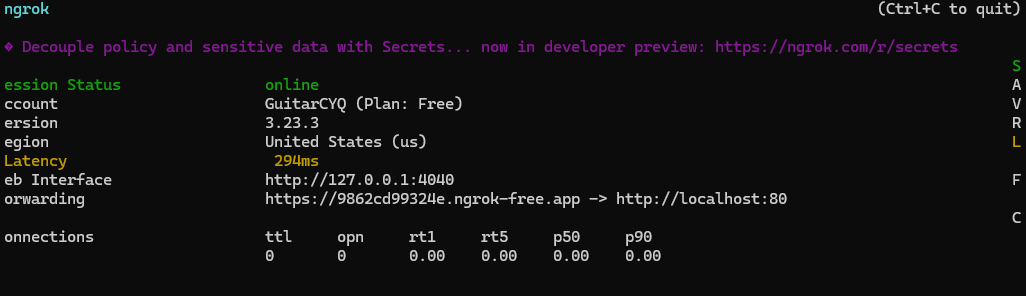 ngrok (Ctrl+C to quit)
� Decouple policy and sensitive data with Secrets... now in developer preview: https://ngrok.com/r/secrets
S
ession Status online A
ccount GuitarCYQ (Plan: Free) V
ersion 3.23.3 R
egion United States (us) L
Latency 294ms
eb Interface http://127.0.0.1:4040 F
orwarding https://9862cd99324e.ngrok-free.app -> http://localhost:80
C
onnections ttl opn rt1 rt5 p50 p90
0 0 0.00 0.00 0.00 0.00